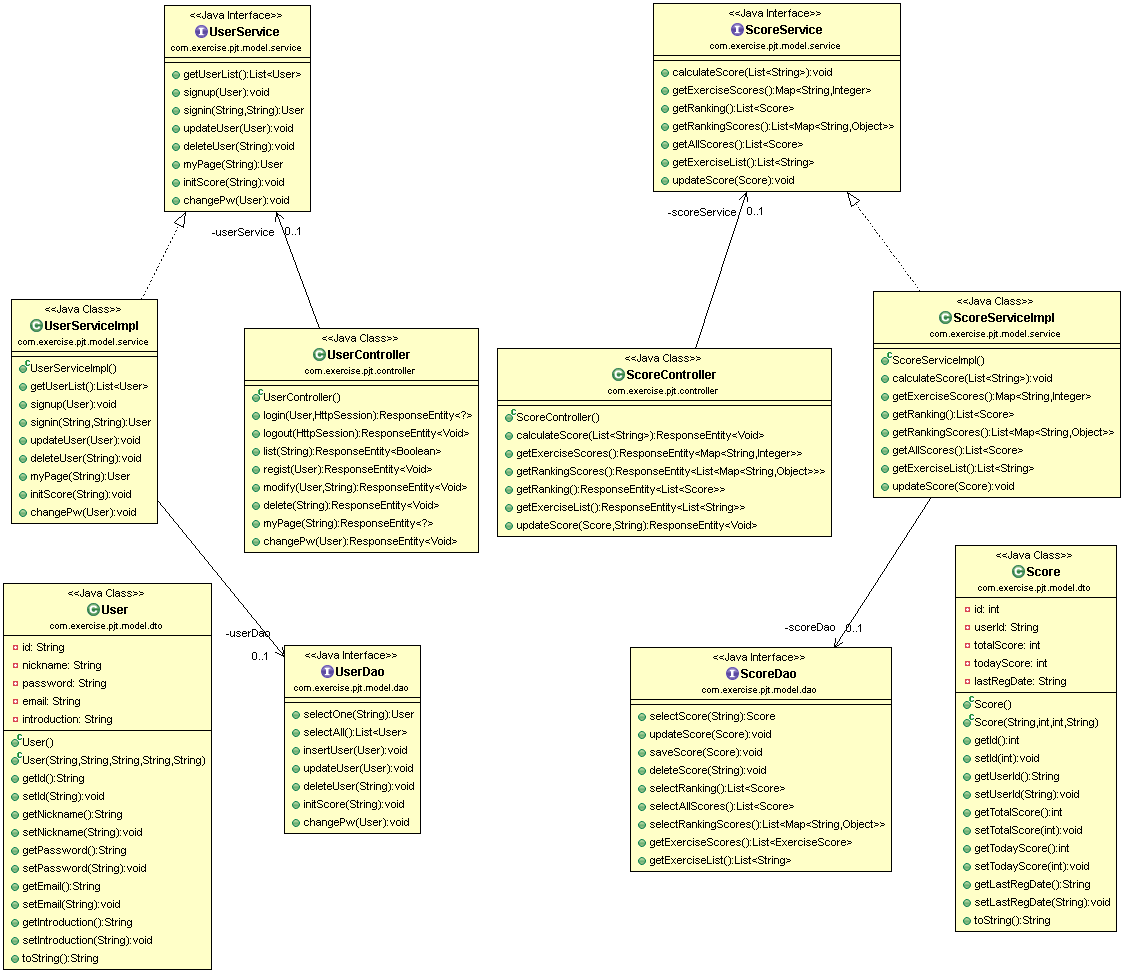 <<Java Interface>>
UserService
com.exercise.pjt.model.service
getUserList():List<User>
signup(User):void
signin(String,String):User
updateUser(User):void
deleteUser(String):void
myPage(String):User
initScore(String):void
changePw(User):void
<<Java Interface>>
ScoreService
com.exercise.pjt.model.service
calculateScore(List<String>):void
getExerciseScores():Map<String,Integer>
getRanking():List<Score>
getRankingScores():List<Map<String,Object>>
getAllScores():List<Score>
getExerciseList():List<String>
updateScore(Score):void
-userService 0..1
-scoreService 0..1
<<Java Class>>
UserServiceImpl
com.exercise.pjt.model.service
UserServiceImpl()
getUserList():List<User>
signup(User):void
signin(String,String):User
updateUser(User):void
deleteUser(String):void
myPage(String):User
initScore(String):void
changePw(User):void
<<Java Class>>
UserController
com.exercise.pjt.controller
UserController()
login(User,HttpSession):ResponseEntity<?>
logout(HttpSession):ResponseEntity<Void>
list(String):ResponseEntity<Boolean>
regist(User):ResponseEntity<Void>
modify(User,String):ResponseEntity<Void>
delete(String):ResponseEntity<Void>
myPage(String):ResponseEntity<?>
changePw(User):ResponseEntity<Void>
<<Java Class>>
ScoreController
com.exercise.pjt.controller
ScoreController()
calculateScore(List<String>):ResponseEntity<Void>
getExerciseScores():ResponseEntity<Map<String,Integer>>
getRankingScores():ResponseEntity<List<Map<String,Object>>>
getRanking():ResponseEntity<List<Score>>
getExerciseList():ResponseEntity<List<String>>
updateScore(Score,String):ResponseEntity<Void>
<<Java Class>>
ScoreServiceImpl
com.exercise.pjt.model.service
ScoreServiceImpl()
calculateScore(List<String>):void
getExerciseScores():Map<String,Integer>
getRanking():List<Score>
getRankingScores():List<Map<String,Object>>
getAllScores():List<Score>
getExerciseList():List<String>
updateScore(Score):void
<<Java Class>>
User
com.exercise.pjt.model.dto
id: String
nickname: String
password: String
email: String
introduction: String
User()
User(String,String,String,String,String)
getId():String
setId(String):void
getNickname():String
setNickname(String):void
getPassword():String
setPassword(String):void
getEmail():String
setEmail(String):void
getIntroduction():String
setIntroduction(String):void
toString():String
-userDao
0..1
<<Java Interface>>
UserDao
com.exercise.pjt.model.dao
selectOne(String):User
selectAll():List<User>
insertUser(User):void
updateUser(User):void
deleteUser(String):void
initScore(String):void
changePw(User):void
-scoreDao 0..1
<<Java Interface>>
ScoreDao
com.exercise.pjt.model.dao
selectScore(String):Score
updateScore(Score):void
saveScore(Score):void
deleteScore(String):void
selectRanking():List<Score>
selectAllScores():List<Score>
selectRankingScores():List<Map<String,Object>>
getExerciseScores():List<ExerciseScore>
getExerciseList():List<String>
<<Java Class>>
Score
com.exercise.pjt.model.dto
id: int
userId: String
totalScore: int
todayScore: int
lastRegDate: String
Score()
Score(String,int,int,String)
getId():int
setId(int):void
getUserId():String
setUserId(String):void
getTotalScore():int
setTotalScore(int):void
getTodayScore():int
setTodayScore(int):void
getLastRegDate():String
setLastRegDate(String):void
toString():String